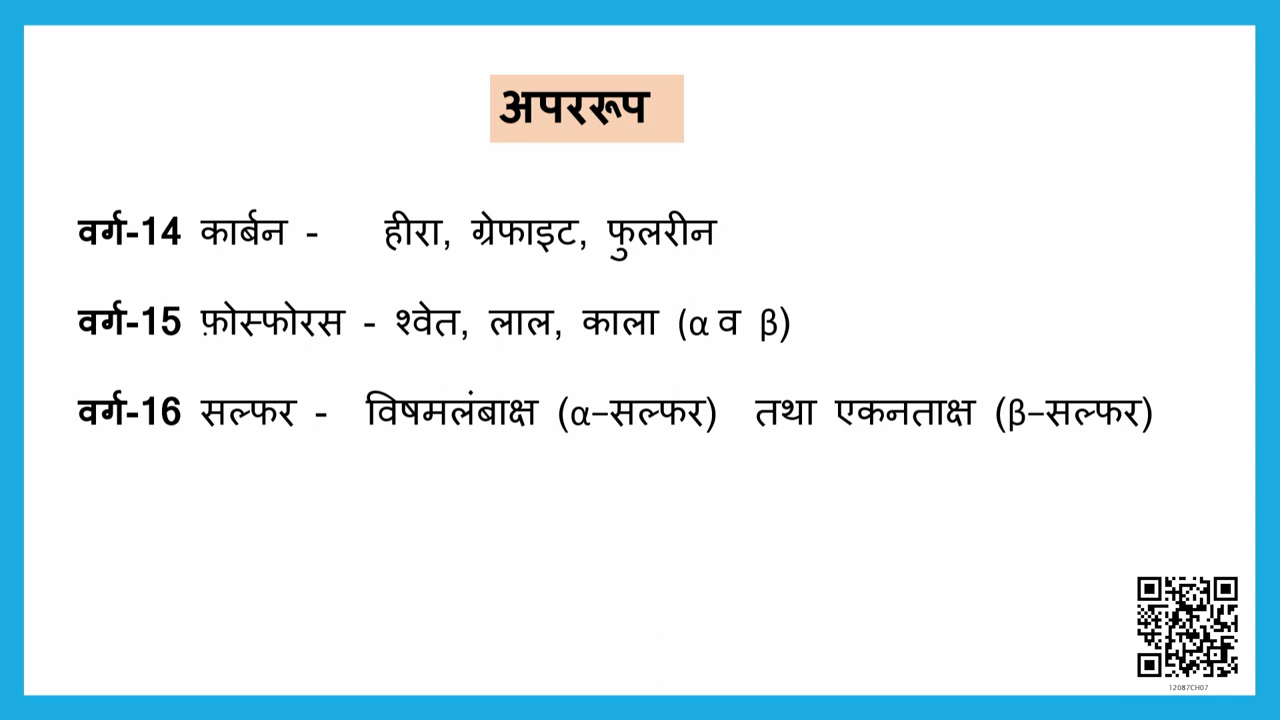 अपररूप
वर्ग-14 कार्बन - हीरा, ग्रेफाइट, फुलरीन
वर्ग-15 फ़ोस्फोरस - श्वेत, लाल, काला (α व β)
वर्ग-16 सल्फर - विषमलंबाक्ष (α–सल्फर) तथा एकनताक्ष (β–सल्फर)
12087CH07